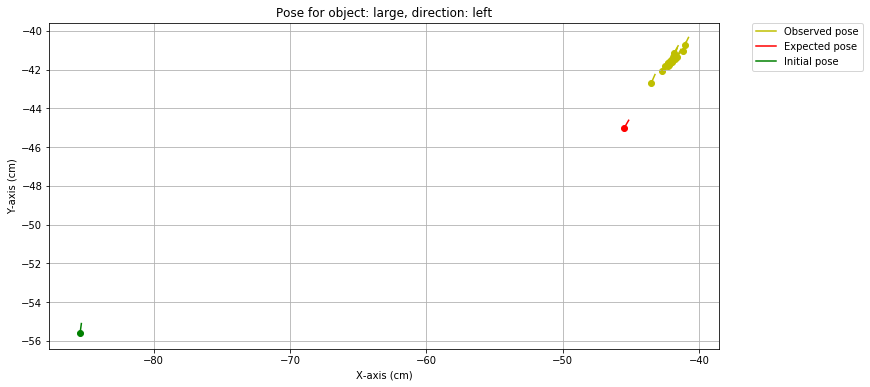 Pose for object: large, direction: left
Observed pose
Expected pose
Initial pose
−40
−42
−44
−46
−48
−50
−52
−54
−56
Y-axis (cm)
−80
−70
−60
−50
−40
X-axis (cm)